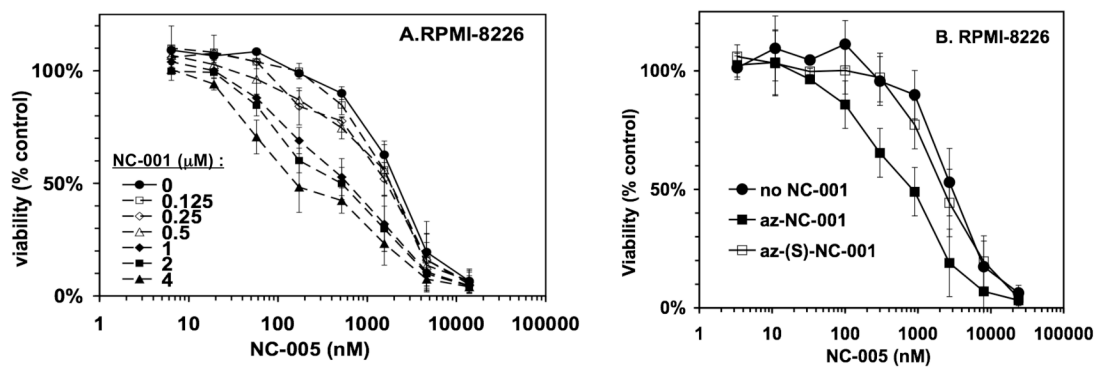 A.RPMI-8226
viability (% control)
100%
50%
0%
NC-001 (μM) :
0
0.125
0.25
0.5
1
2
4
1 10 100 1000 10000 100000
NC-005 (nM)
B. RPMI-8226
Viability (% control)
100%
50%
0%
no NC-001
az-NC-001
az-(S)-NC-001
1 10 100 1000 10000 100000
NC-005 (nM)